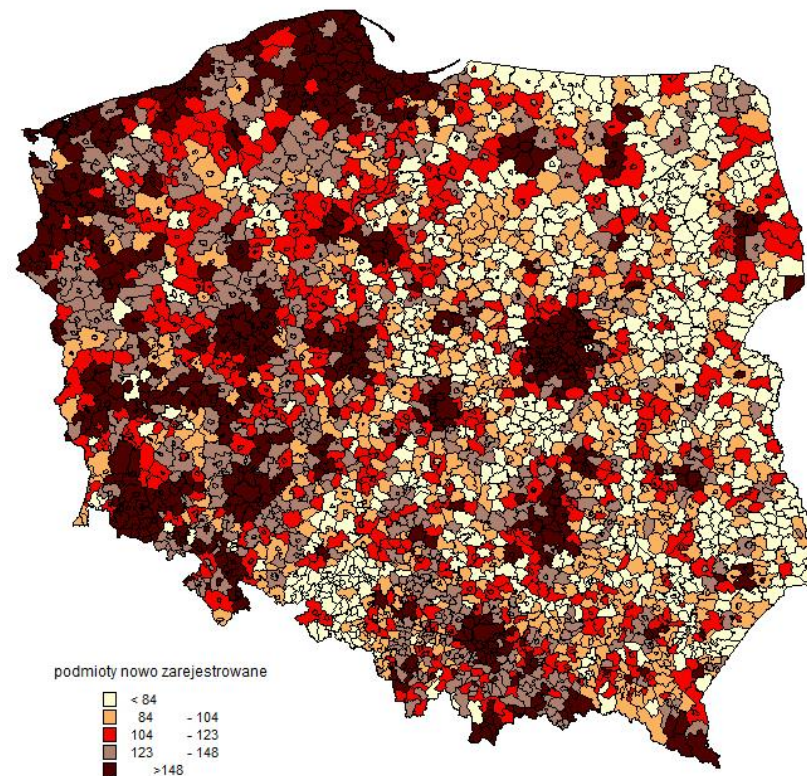 podmioty nowo zarejestrowane
< 84
84 - 104
104 - 123
123 - 148
>148